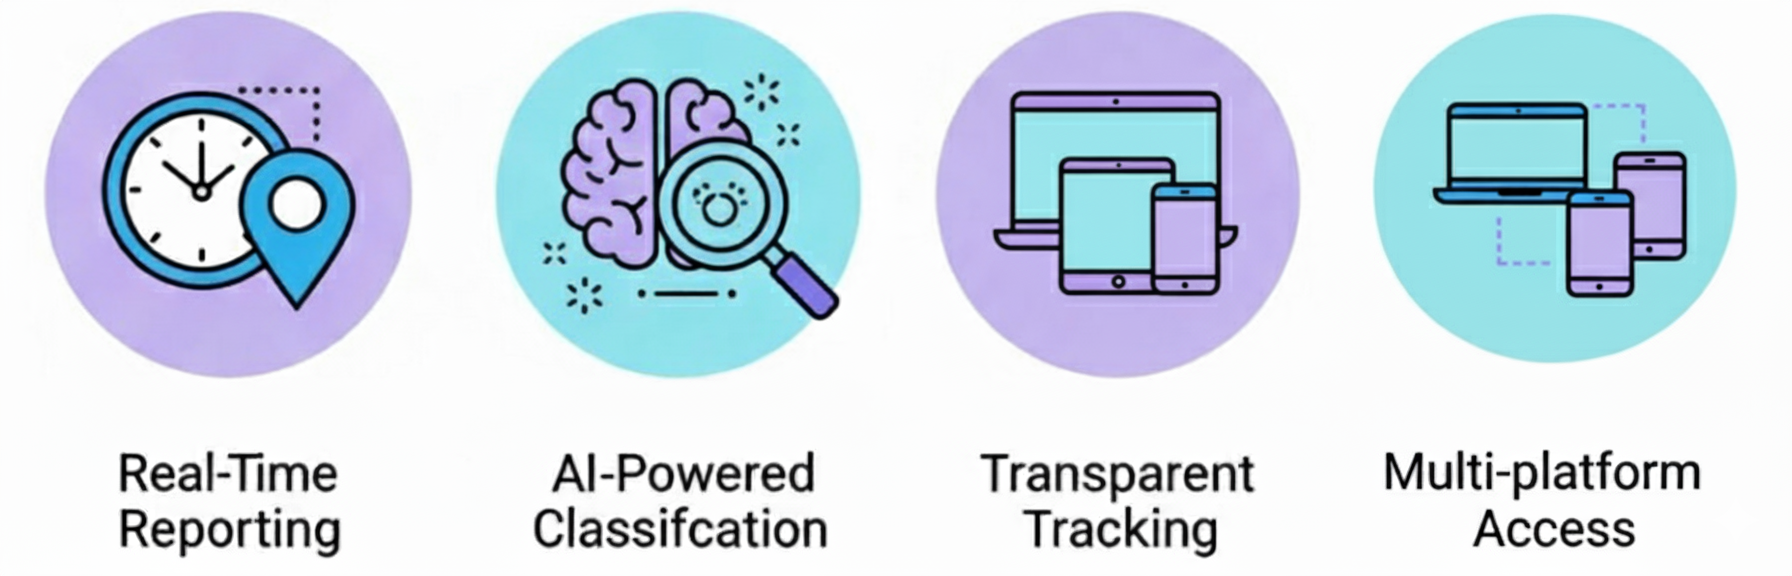 Real-Time
Reporting
AI-Powered
Classifcation
Transparent
Tracking
Multi-platform
Access